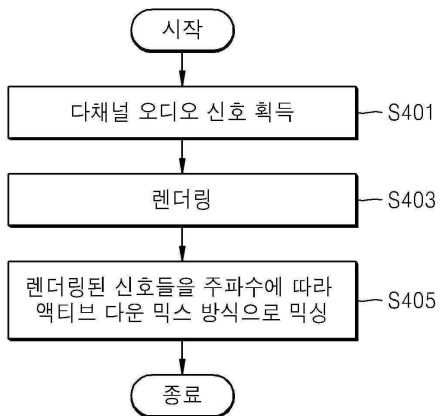 시작
다채널 오디오 신호 획득
S401
렌더링
S403
렌더링된 신호들을 주파수에 따라
액티브 다운 믹스 방식으로 믹싱
S405
종료